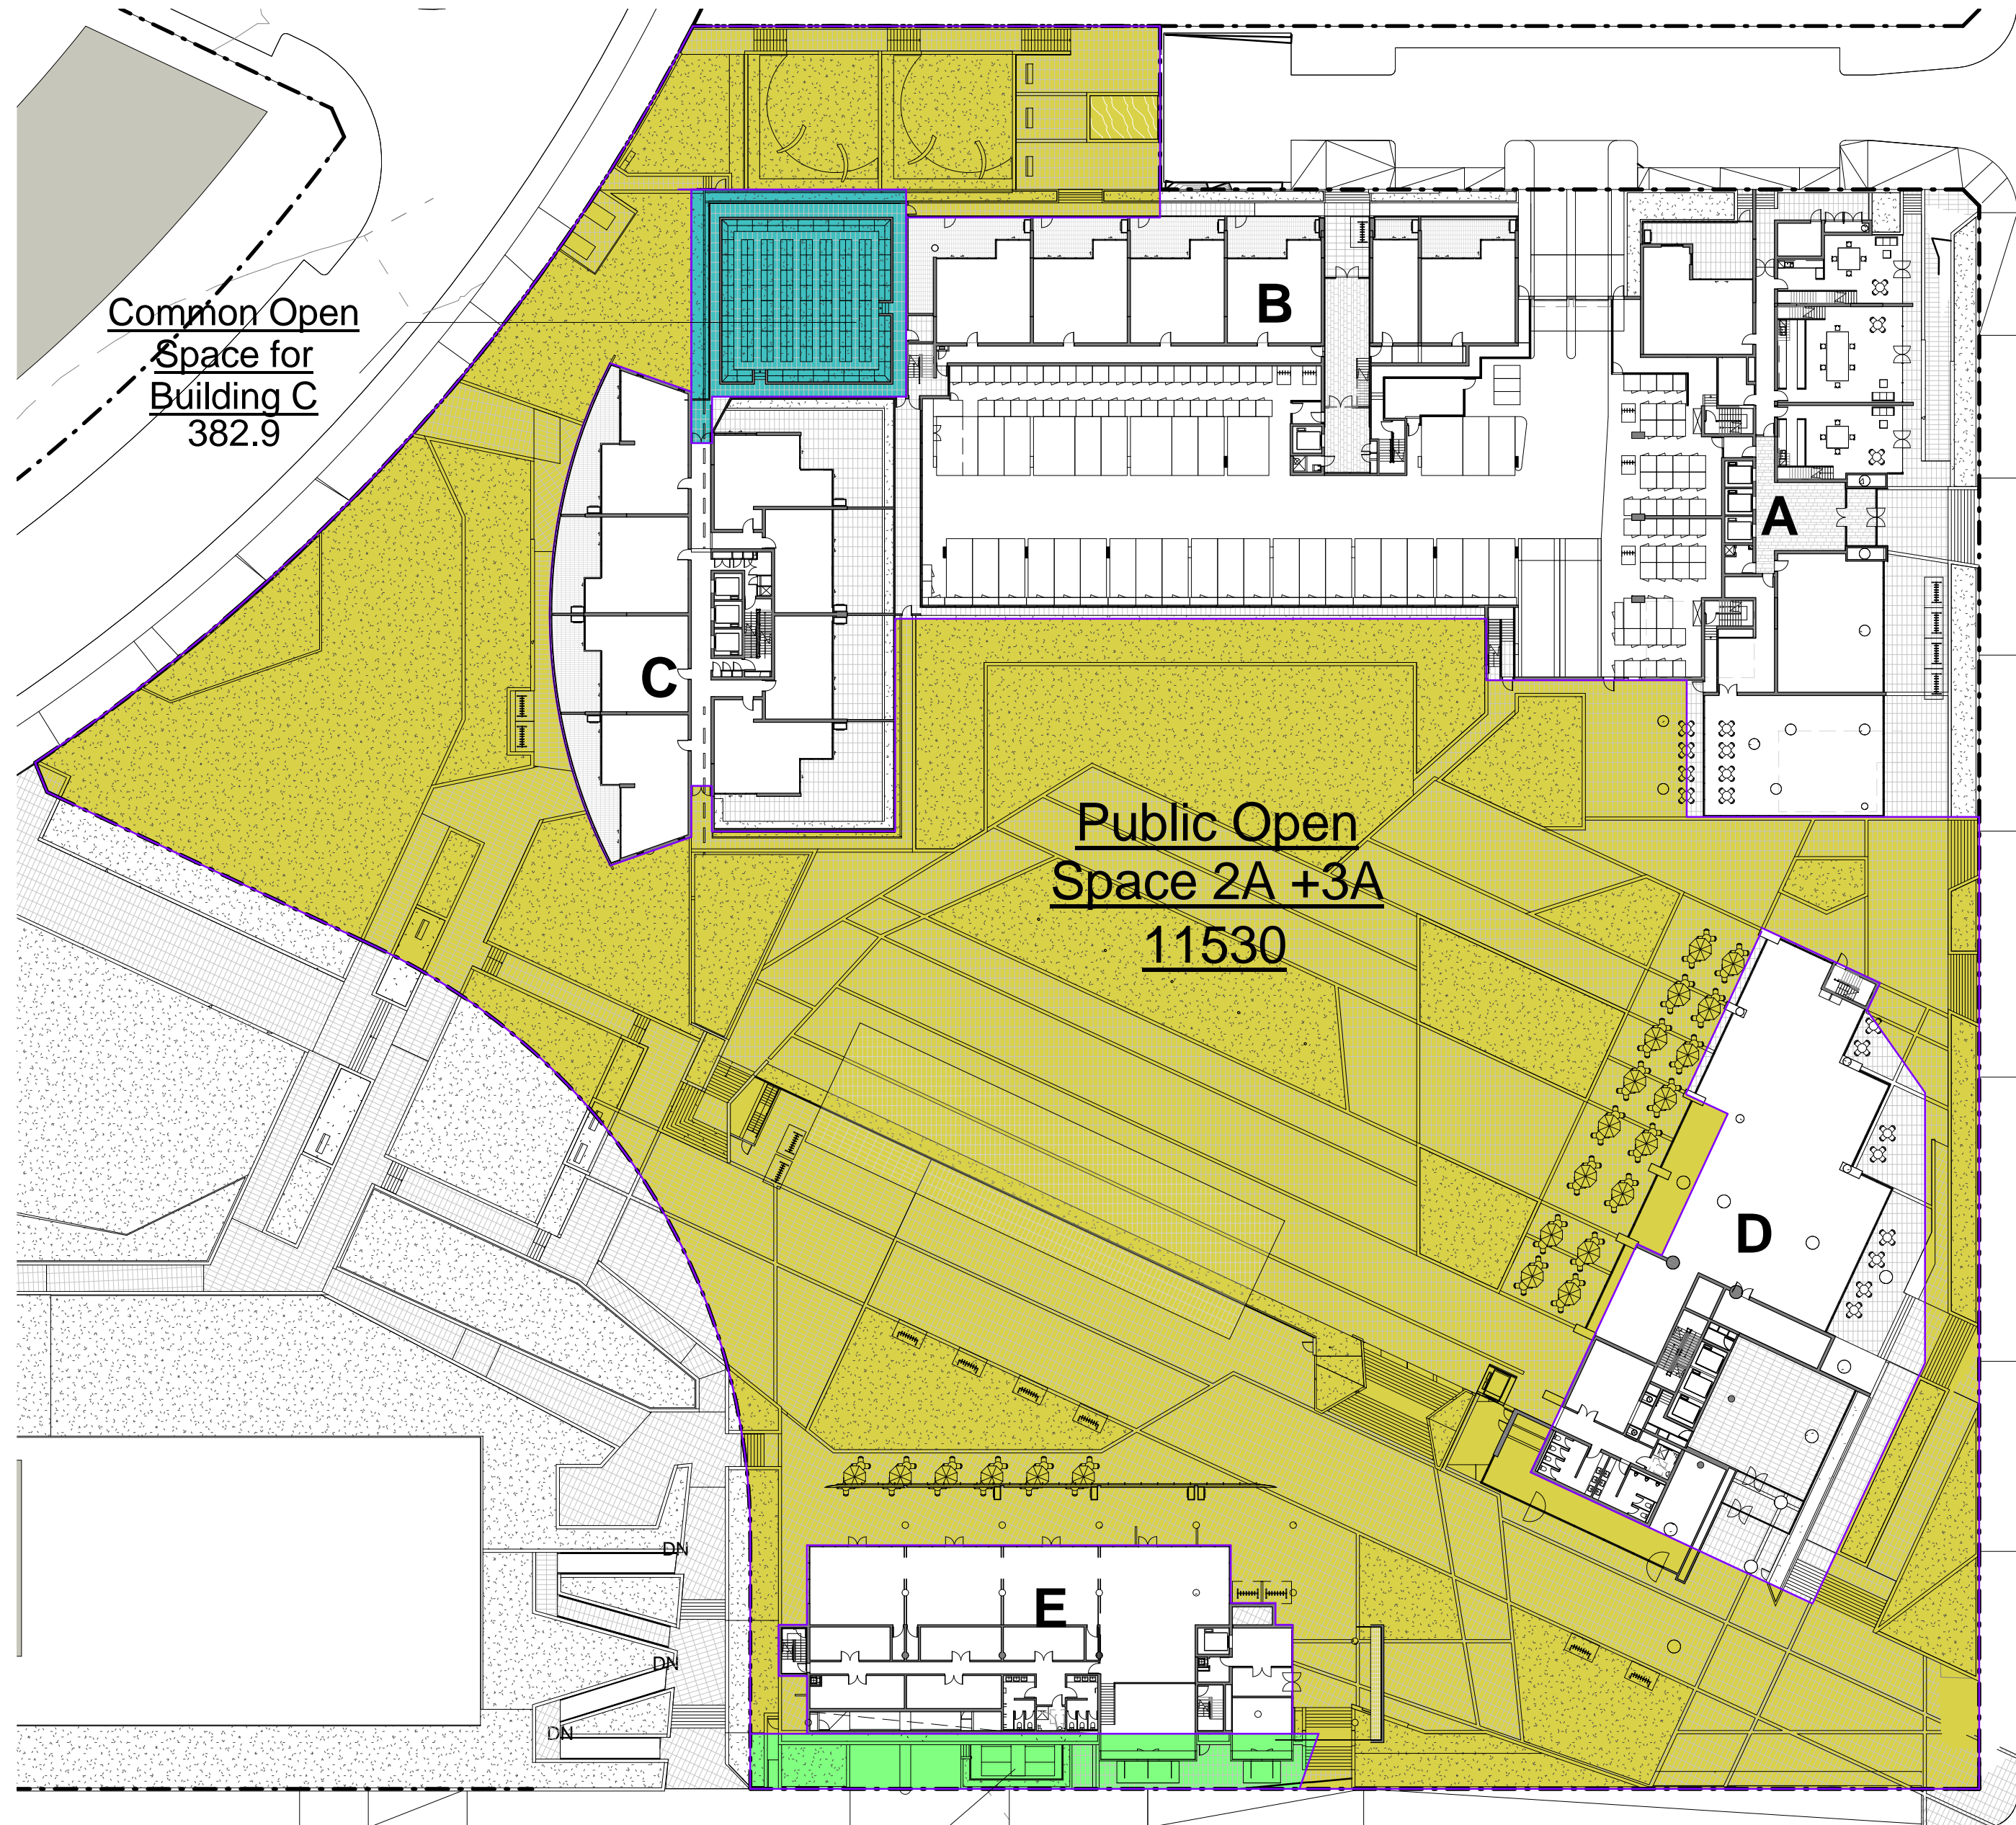 Common Open
Space for
Building C
382.9
B
A
C
Public Open
Space 2A +3A
11530
D
E
DN
DN
DN